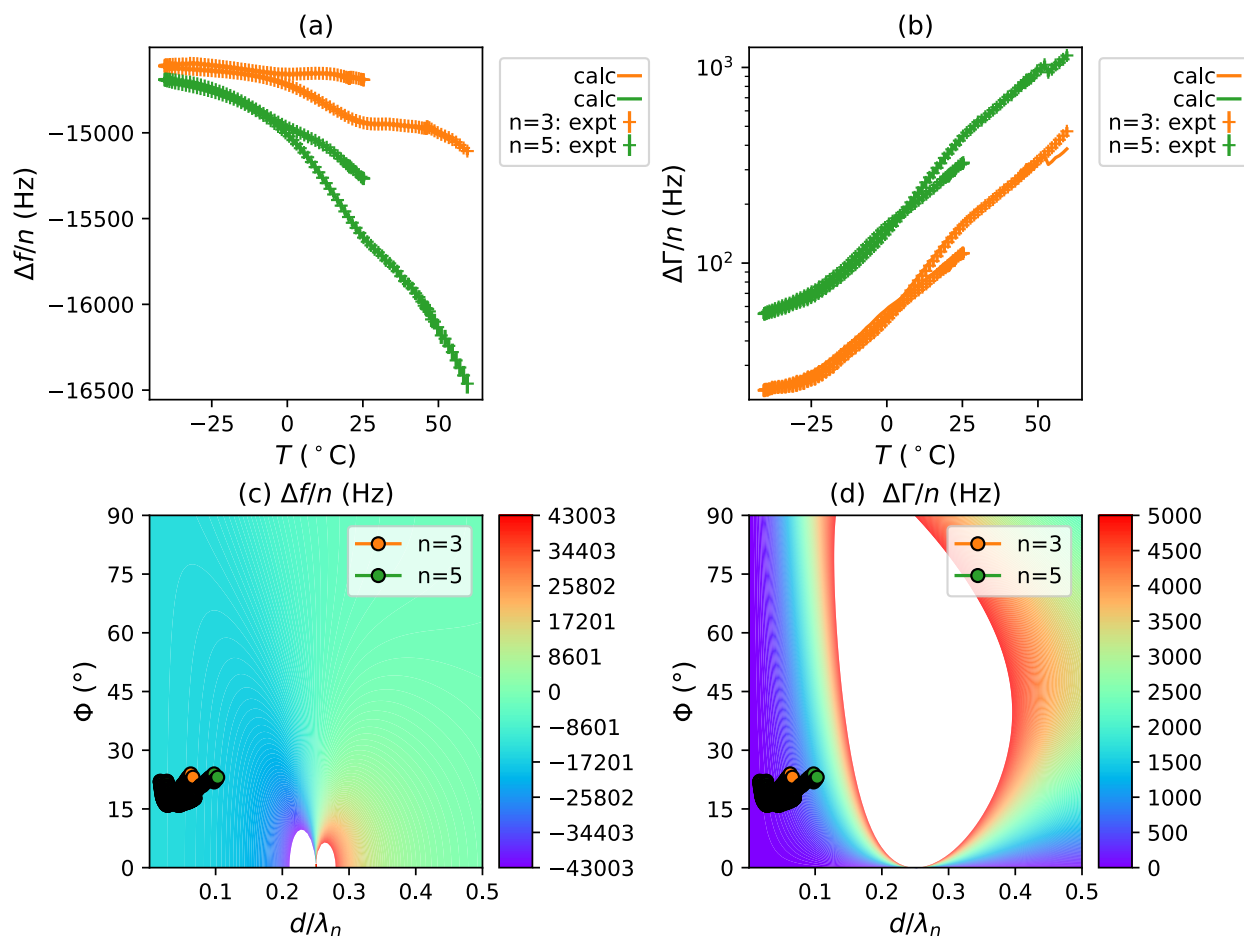 (a)
−15000
−15500
−16000
−16500
Δf/n (Hz)
−25
0
25
50
T (°C)
calc
calc
n=3: expt
n=5: expt
(b)
10³
10²
ΔΓ/n (Hz)
−25
0
25
50
T (°C)
calc
calc
n=3: expt
n=5: expt
(c) Δf/n (Hz)
90
75
60
45
30
15
0
Φ (°)
0.1
0.2
0.3
0.4
0.5
d/λₙ
n=3
n=5
43003
34403
25802
17201
8601
0
−8601
−17201
−25802
−34403
−43003
(d) ΔΓ/n (Hz)
90
75
60
45
30
15
0
Φ (°)
0.1
0.2
0.3
0.4
0.5
d/λₙ
n=3
n=5
5000
4500
4000
3500
3000
2500
2000
1500
1000
500
0